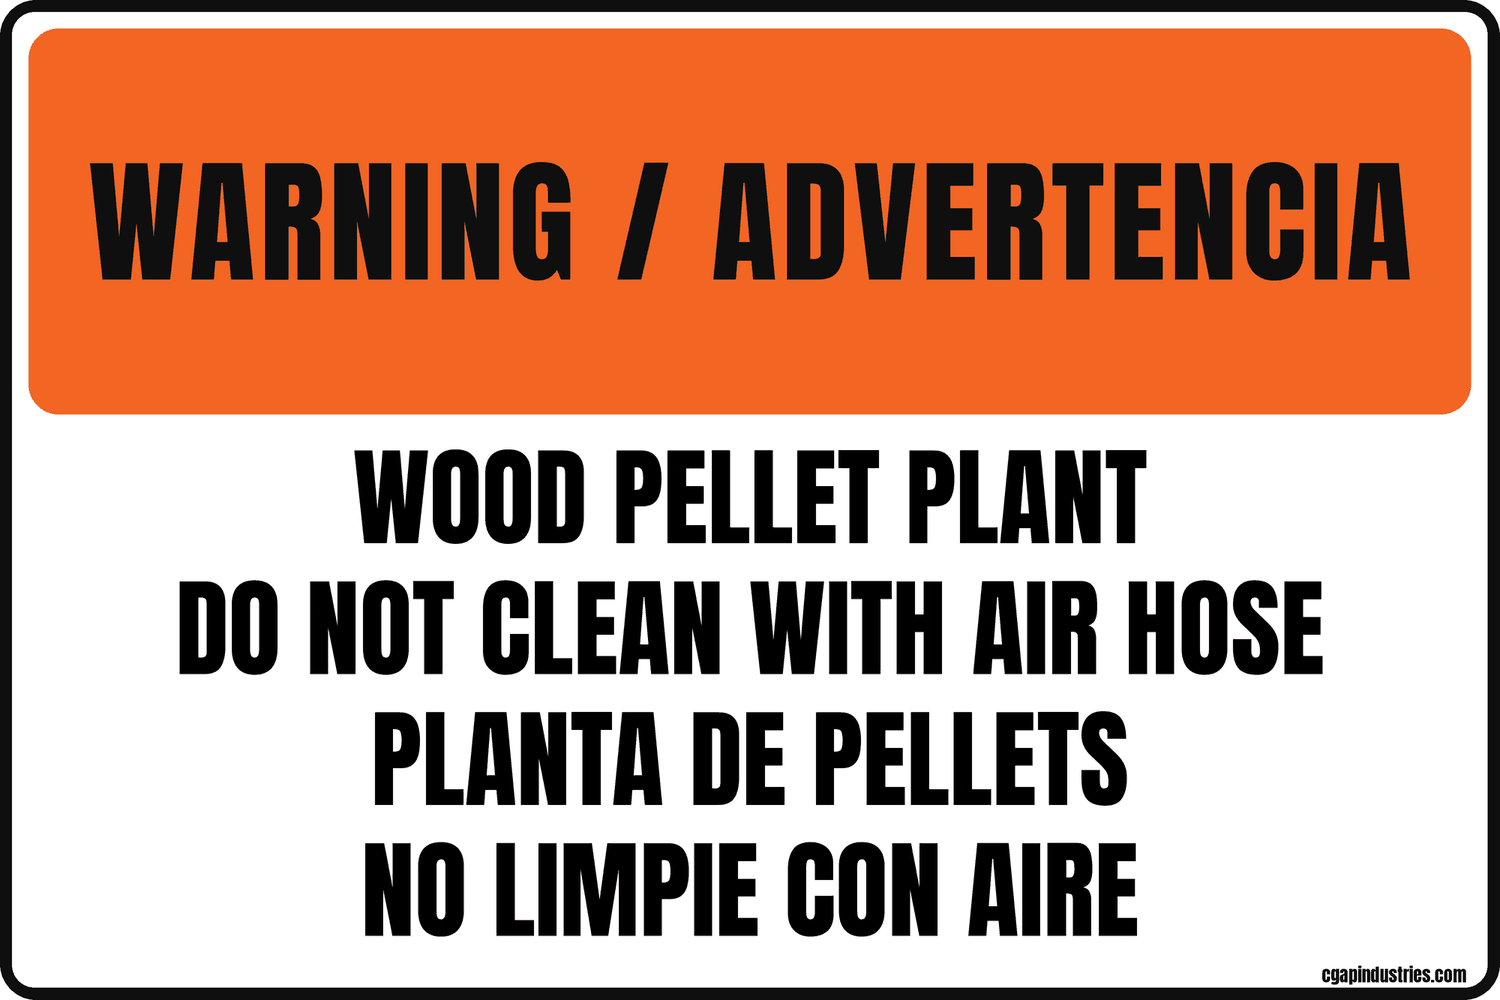 WARNING / ADVERTENCIA
WOOD PELLET PLANT
DO NOT CLEAN WITH AIR HOSE
PLANTA DE PELLETS
NO LIMPIE CON AIRE
cgapindustries.com